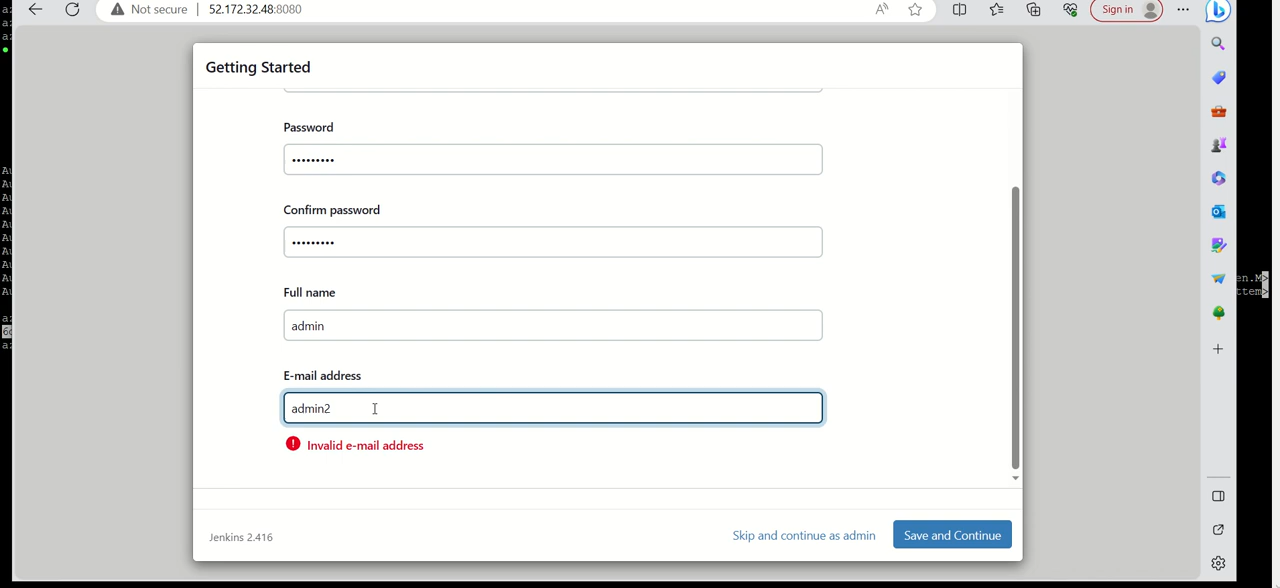 Not secure
52.172.32.48:8080
Sign in
Getting Started
Password
•••••••••
Confirm password
•••••••••
Full name
admin
E-mail address
admin2
Invalid e-mail address
Jenkins 2.416
Skip and continue as admin
Save and Continue